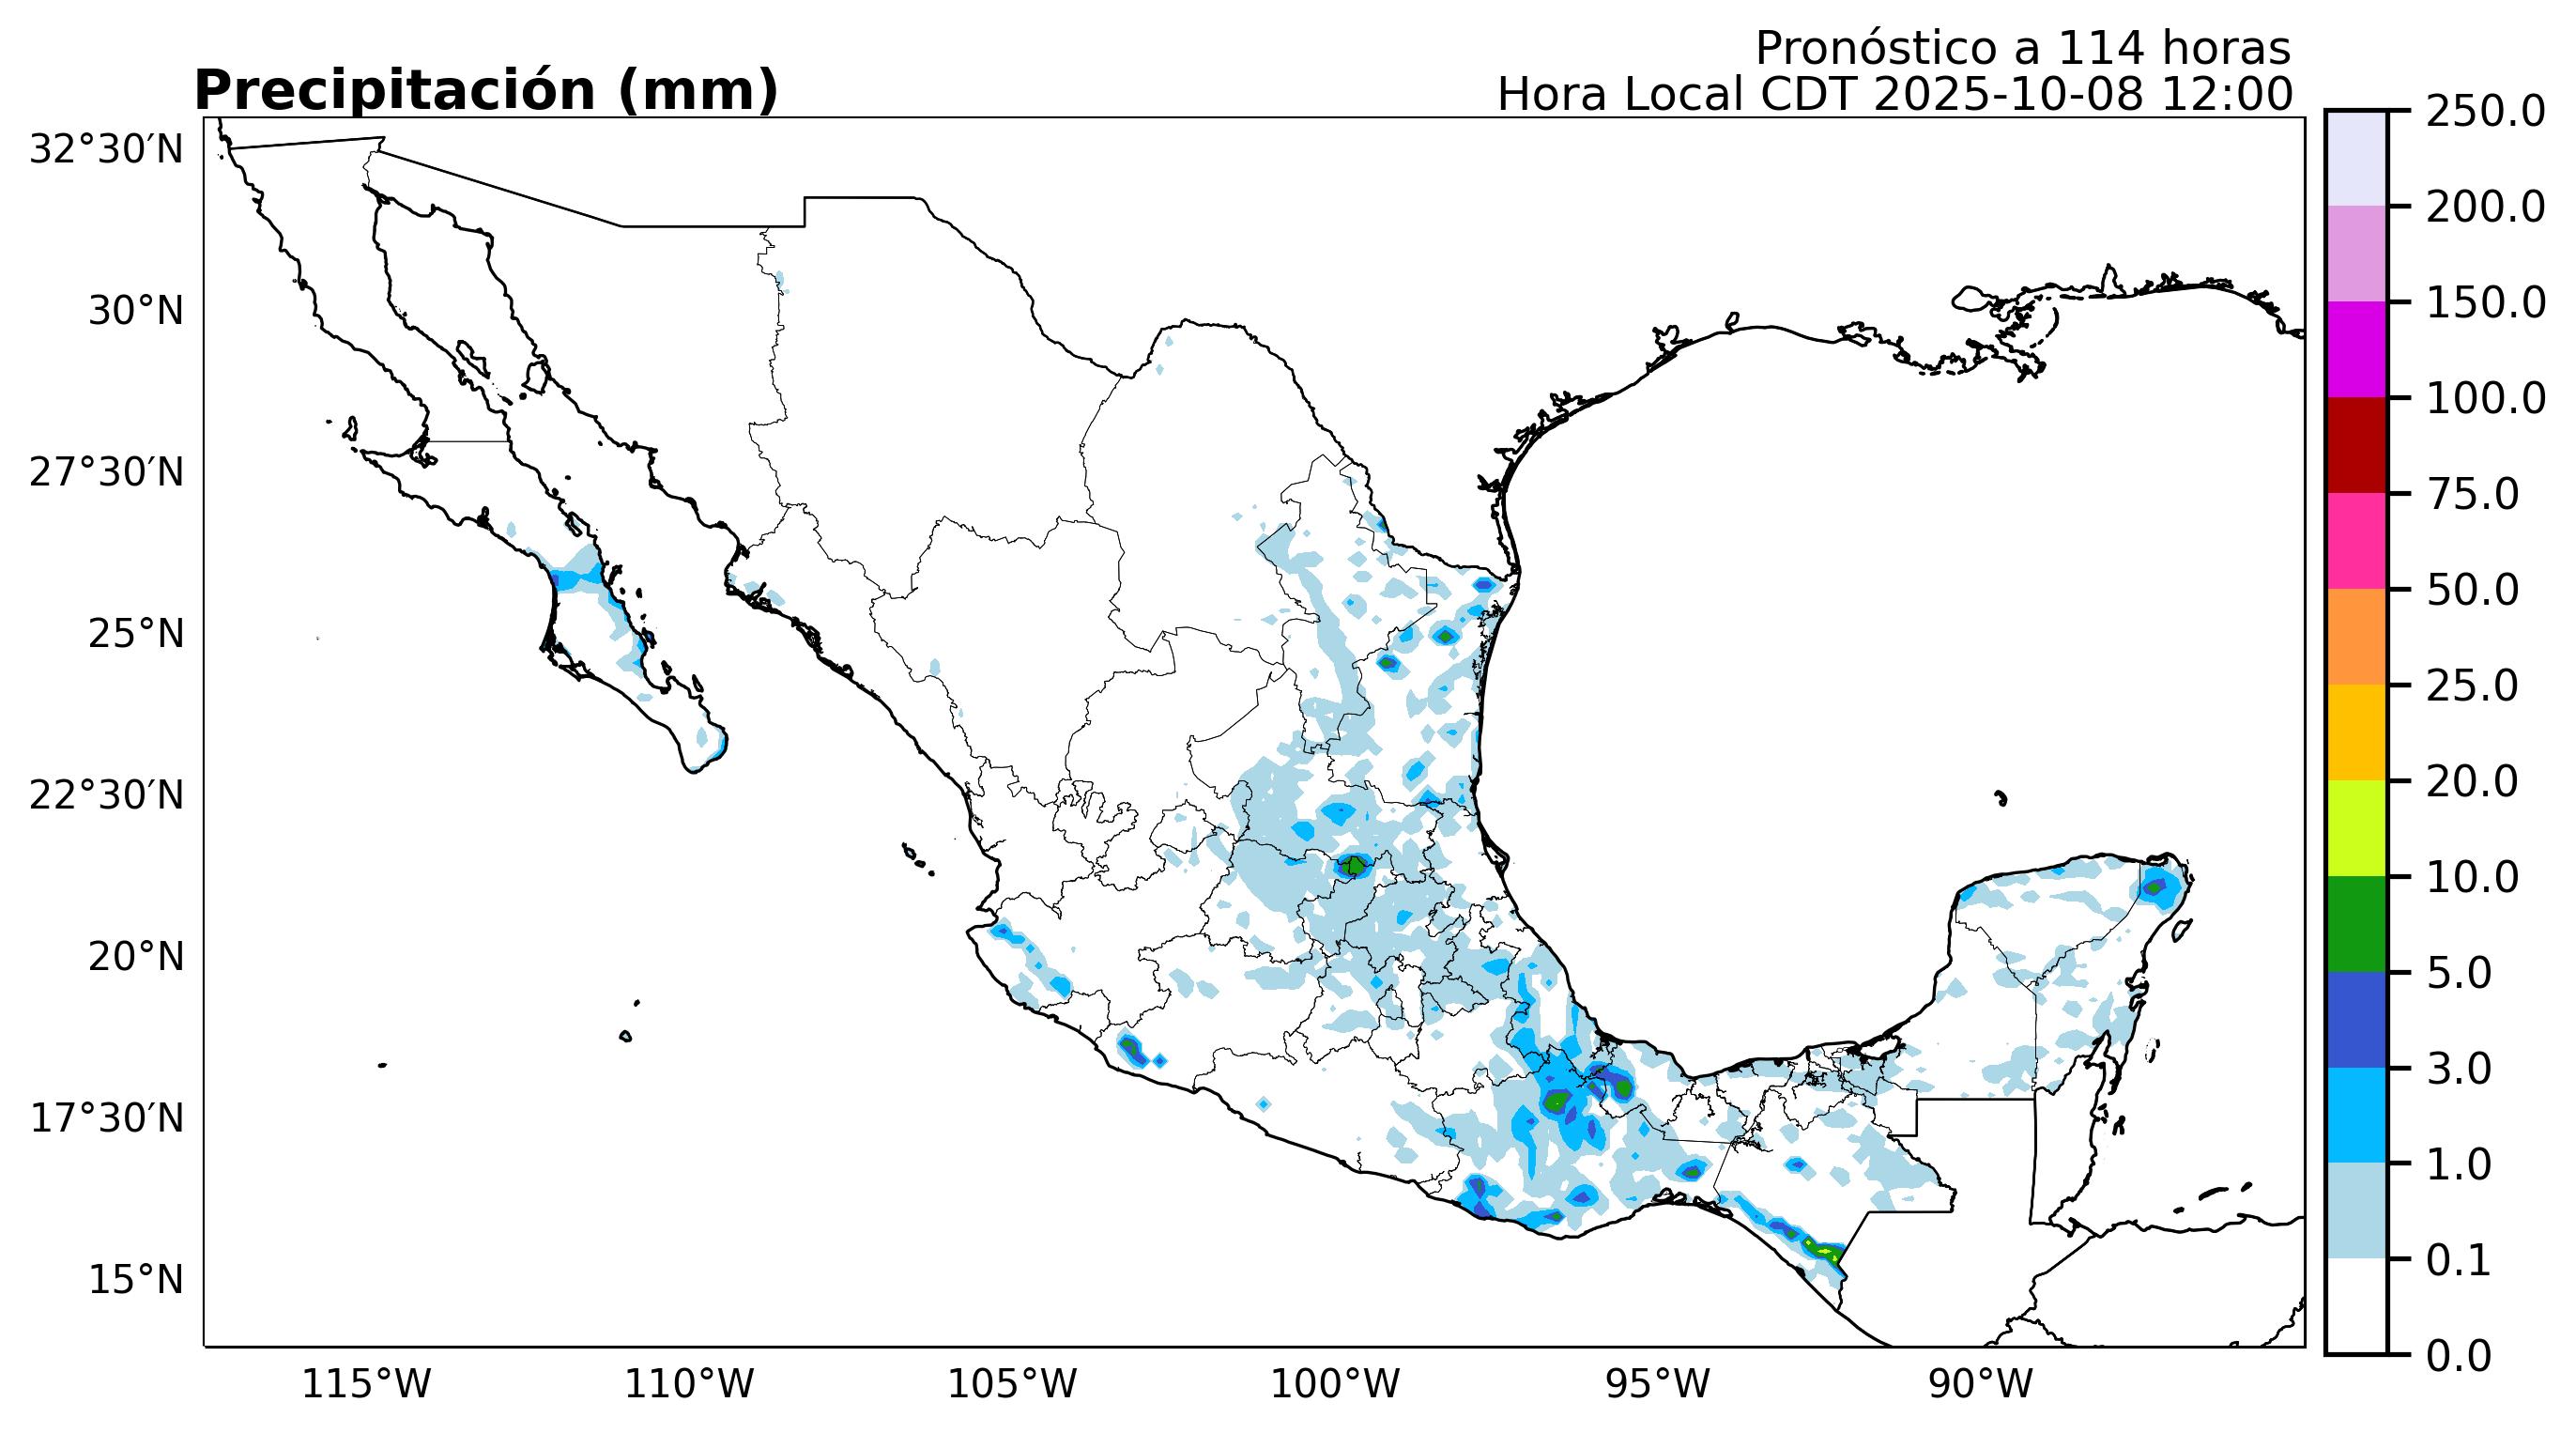 Pronóstico a 114 horas
Precipitación (mm)
Hora Local CDT 2025-10-08 12:00
32°30′N
30°N
27°30′N
25°N
22°30′N
20°N
17°30′N
15°N
115°W
110°W
105°W
100°W
95°W
90°W
250.0
200.0
150.0
100.0
75.0
50.0
25.0
20.0
10.0
5.0
3.0
1.0
0.1
0.0